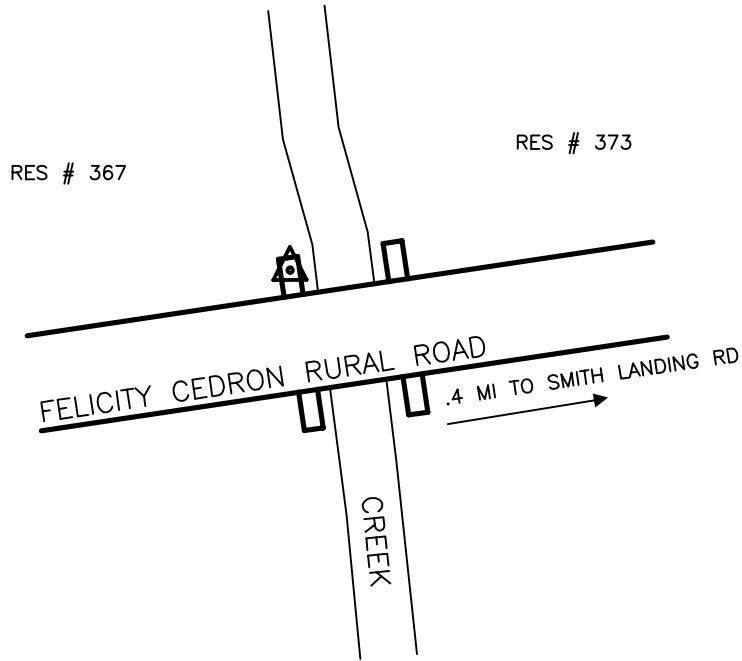 RES # 373
RES # 367
FELICITY CEDRON RURAL ROAD
.4 MI TO SMITH LANDING RD
CREEK